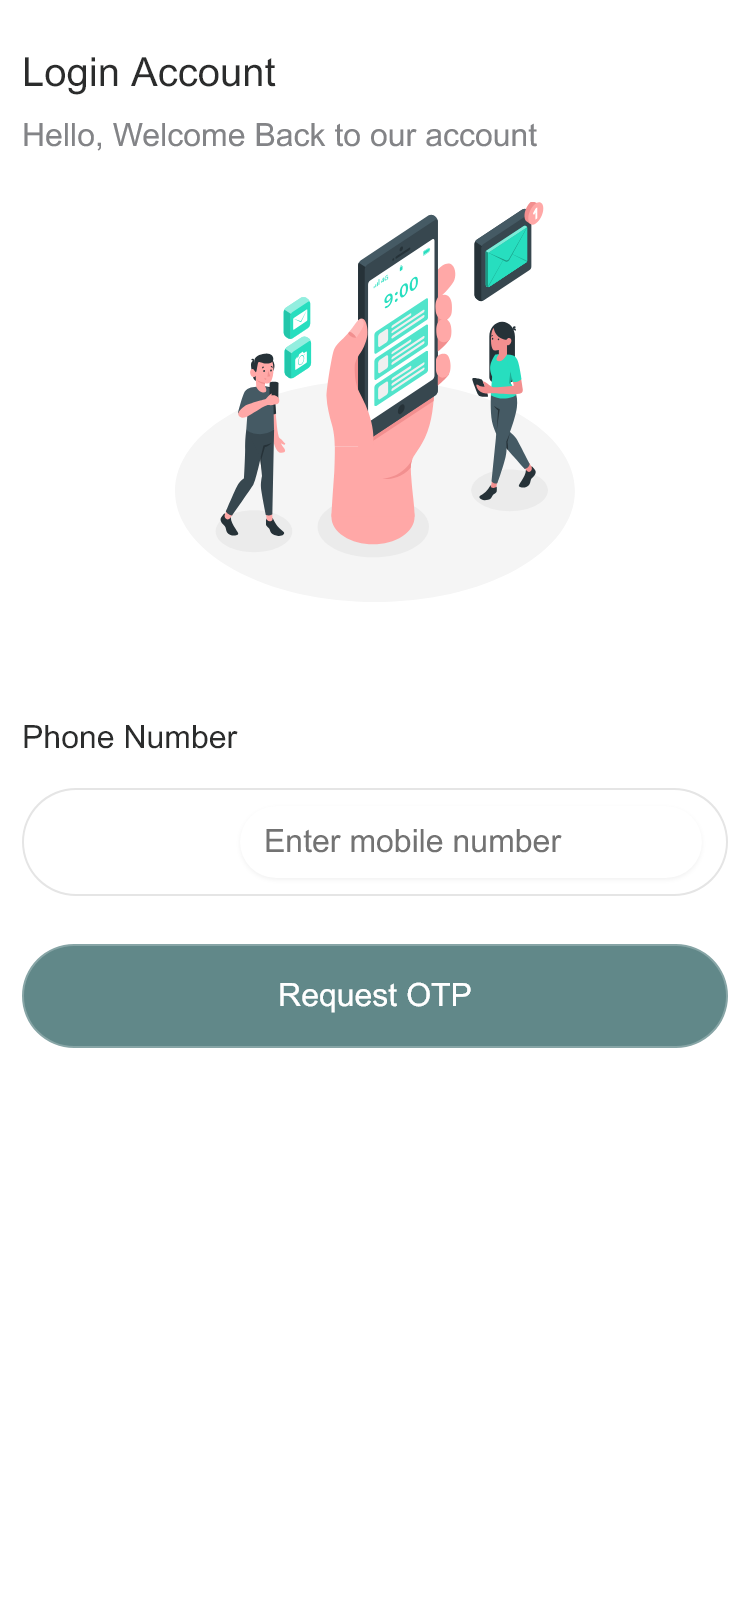 Login Account
Hello, Welcome Back to our account
9:00
Phone Number
Enter mobile number
Request OTP